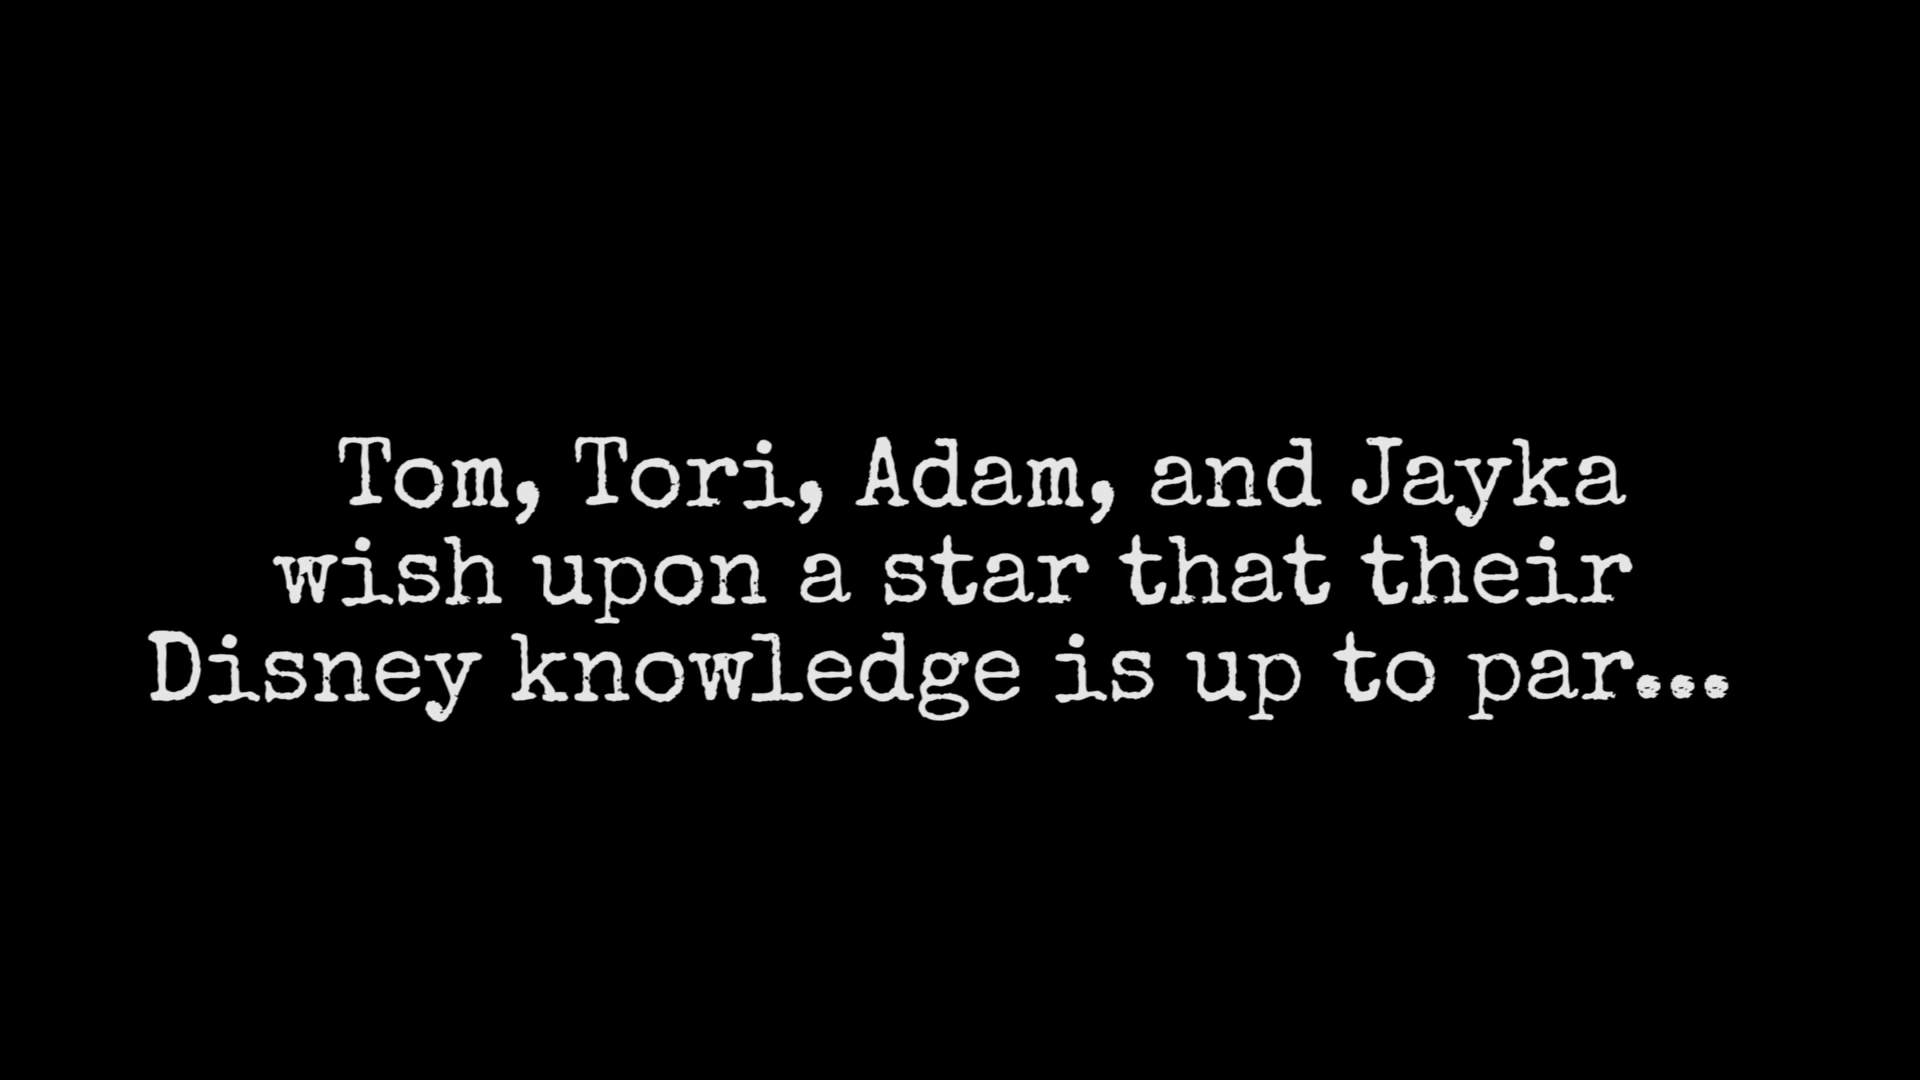 Tom, Tori, Adam, and Jayka
wish upon a star that their
Disney knowledge is up to par...